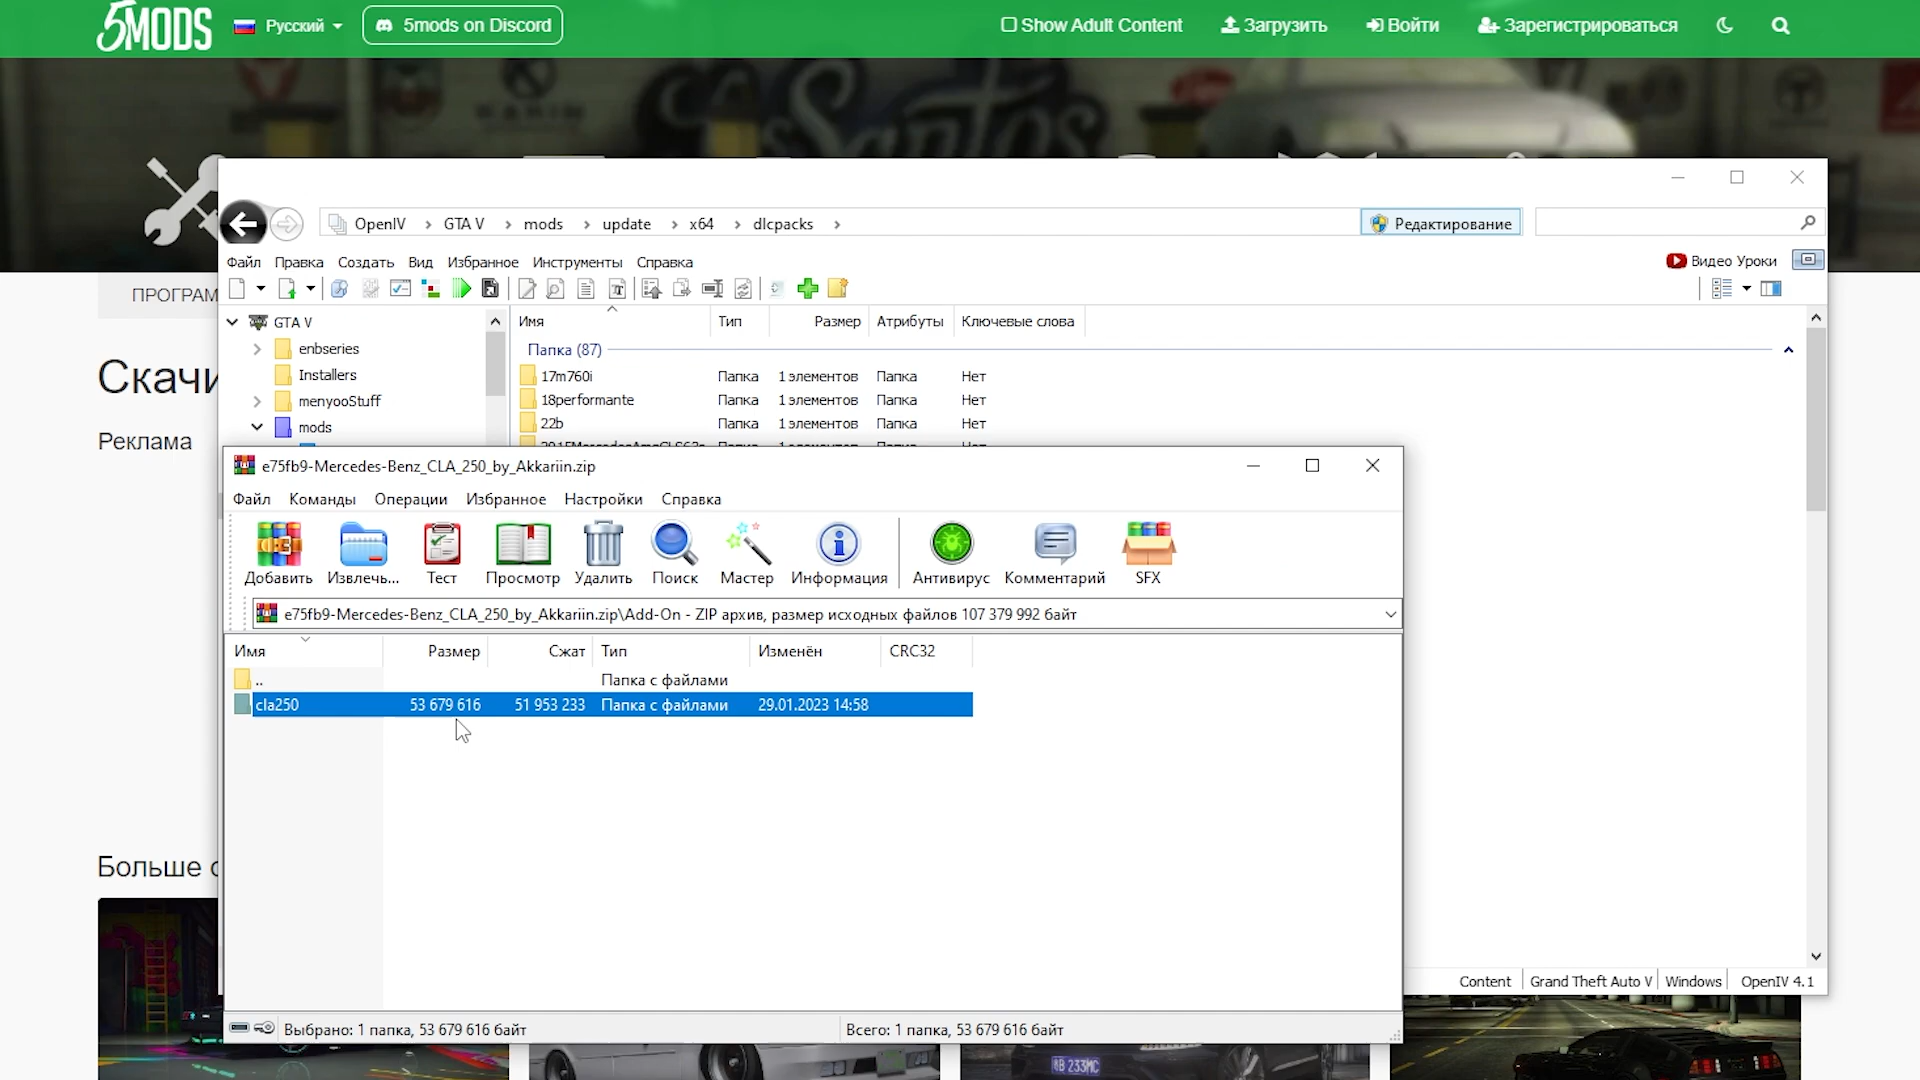 5MODS
Русский
5mods on Discord
Show Adult Content
Загрузить
Войти
Зарегистрироваться
Santos
OpenIV
GTA V
mods
update
x64
dlcpacks
Редактирование
Файл
Правка
Создать
Вид
Избранное
Инструменты
Справка
Видео Уроки
ПРОГРАМ
GTA V
enbseries
Installers
menyooStuff
mods
Имя
Тип
Размер
Атрибуты
Ключевые слова
Папка (87)
17m760i Папка 1 элементов Папка Нет
18performante Папка 1 элементов Папка Нет
22b Папка 1 элементов Папка Нет
Скачи
Реклама
Больше
e75fb9-Mercedes-Benz_CLA_250_by_Akkariin.zip
Файл
Команды
Операции
Избранное
Настройки
Справка
Добавить
Извлечь...
Тест
Просмотр
Удалить
Поиск
Мастер
Информация
Антивирус
Комментарий
SFX
e75fb9-Mercedes-Benz_CLA_250_by_Akkariin.zip\Add-On - ZIP архив, размер исходных файлов 107 379 992 байт
Имя
Размер
Сжат
Тип
Изменён
CRC32
.. Папка с файлами
cla250 53 679 616 51 953 233 Папка с файлами 29.01.2023 14:58
Content
Grand Theft Auto V
Windows
OpenIV 4.1
Выбрано: 1 папка, 53 679 616 байт
Всего: 1 папка, 53 679 616 байт